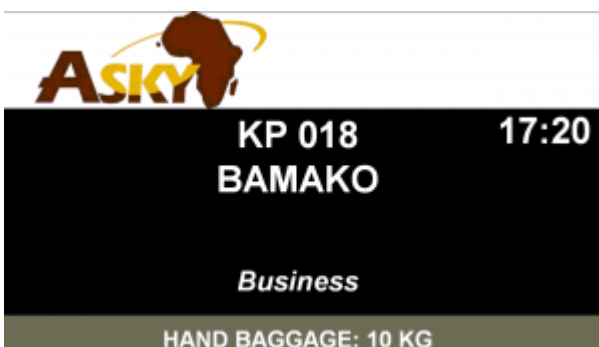 ASKY
KP 018 17:20
BAMAKO
Business
HAND BAGGAGE: 10 KG